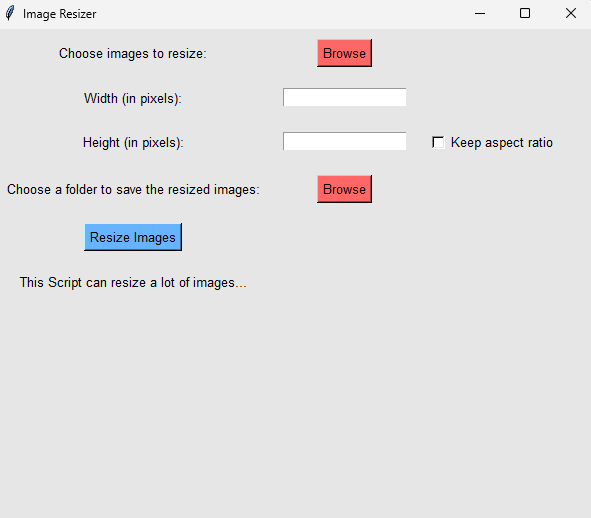 Image Resizer
Choose images to resize: Browse
Width (in pixels):
Height (in pixels): Keep aspect ratio
Choose a folder to save the resized images: Browse
Resize Images
This Script can resize a lot of images...